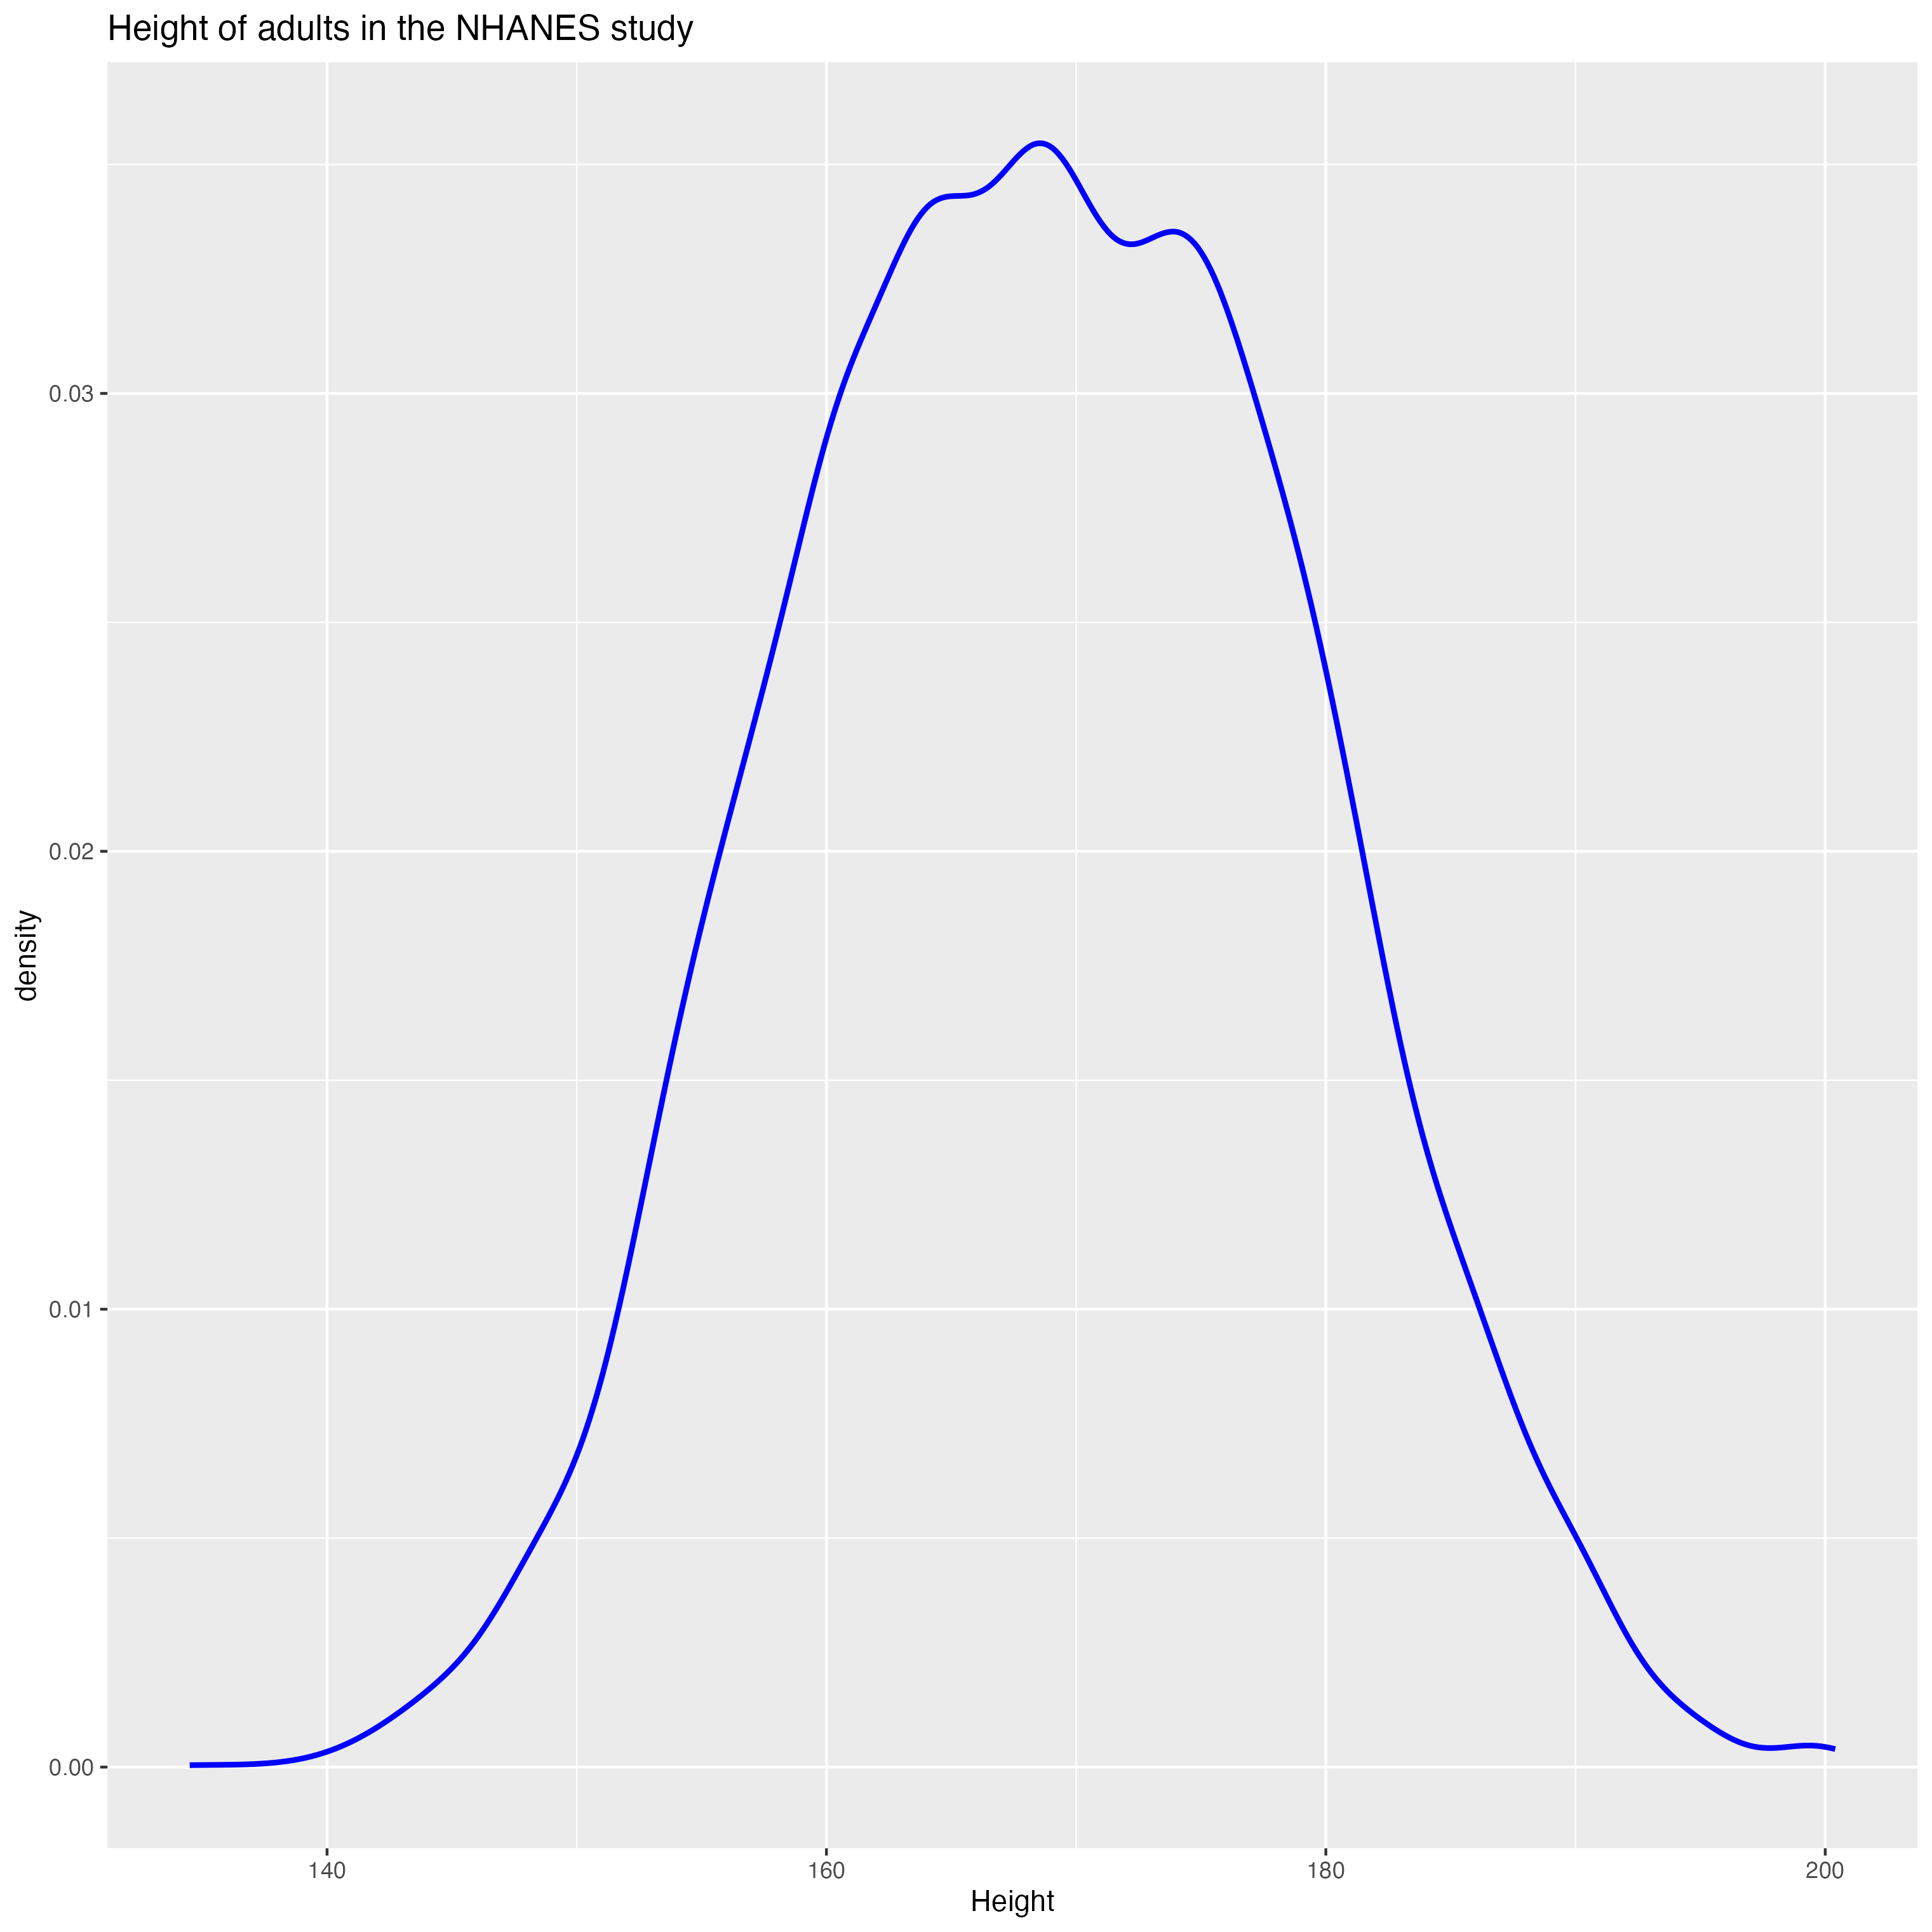 Height of adults in the NHANES study
density
0.03
0.02
0.01
0.00
140 160 180 200
Height